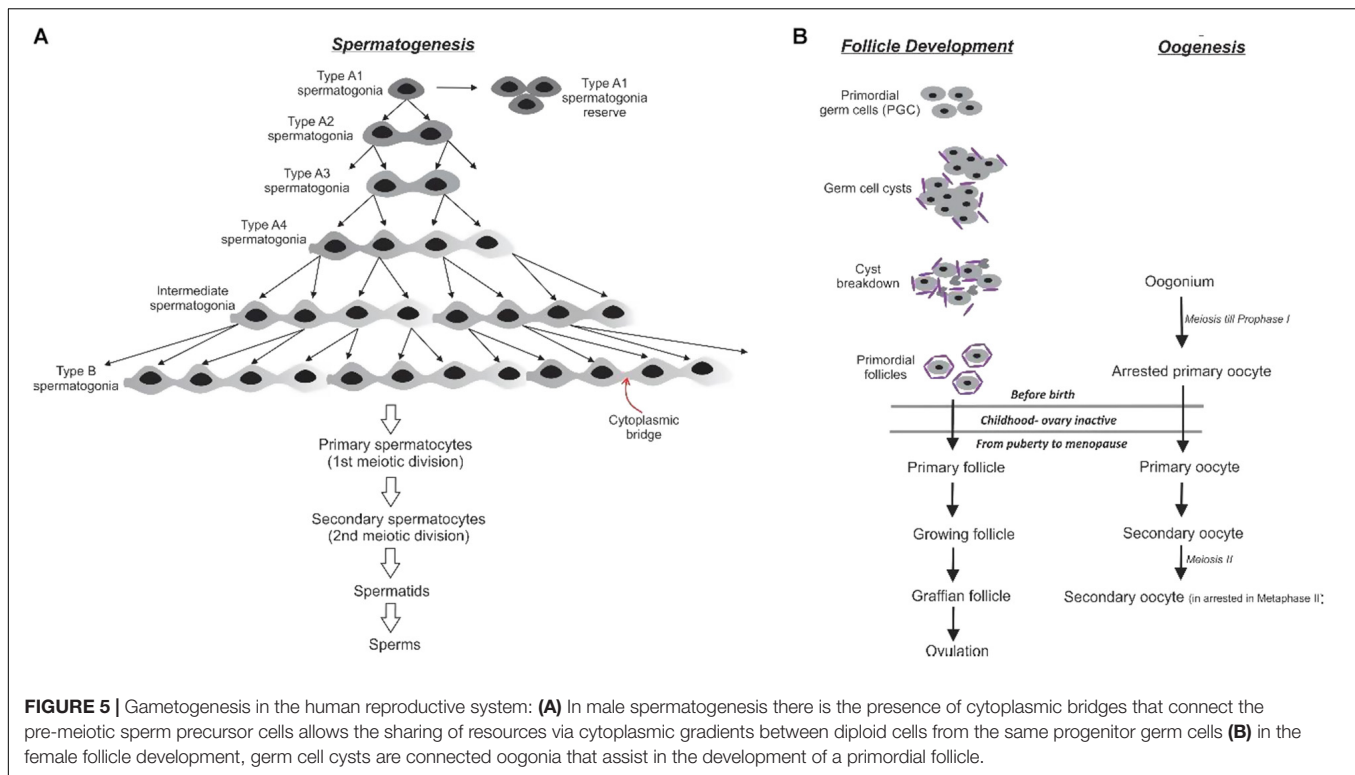 A
Spermatogenesis
Type A1
spermatogonia
Type A1
spermatogonia
reserve
Type A2
spermatogonia
Type A3
spermatogonia
Type A4
spermatogonia
Intermediate
spermatogonia
Type B
spermatogonia
Cytoplasmic
bridge
Primary spermatocytes
(1st meiotic division)
Secondary spermatocytes
(2nd meiotic division)
Spermatids
Sperms
B
Follicle Development
Oogenesis
Primordial
germ cells (PGC)
Germ cell cysts
Cyst
breakdown
Oogonium
Meiosis till Prophase I
Primordial
follicles
Arrested primary oocyte
Before birth
Childhood- ovary inactive
From puberty to menopause
Primary follicle
Primary oocyte
Growing follicle
Secondary oocyte
Meiosis II
Graffian follicle
Secondary oocyte (in arrested in Metaphase II):
Ovulation
FIGURE 5 | Gametogenesis in the human reproductive system: (A) In male spermatogenesis there is the presence of cytoplasmic bridges that connect the
pre-meiotic sperm precursor cells allows the sharing of resources via cytoplasmic gradients between diploid cells from the same progenitor germ cells (B) in the
female follicle development, germ cell cysts are connected oogonia that assist in the development of a primordial follicle.